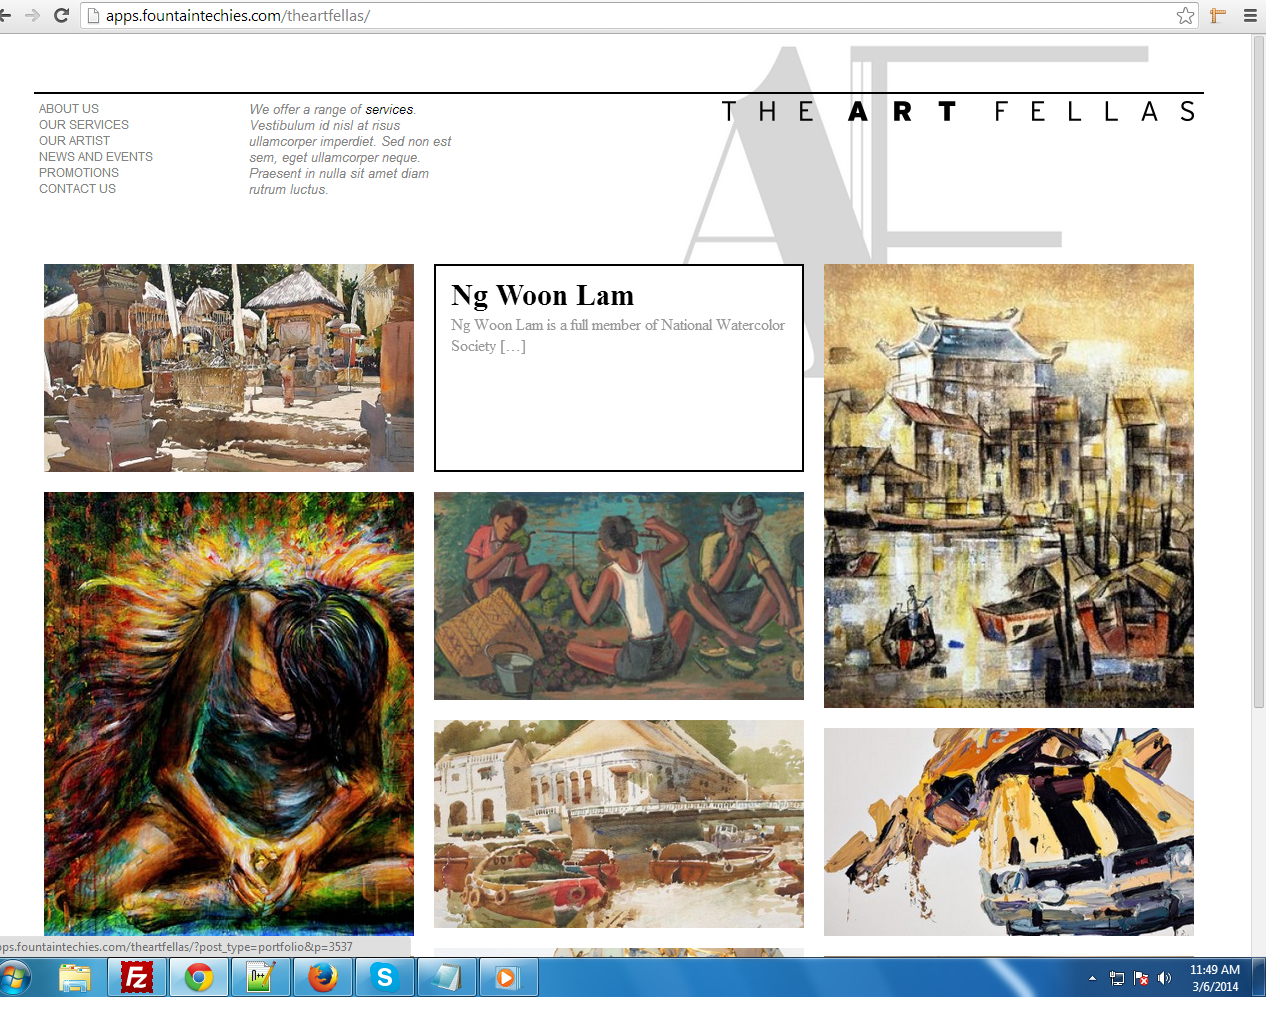 apps.fountaintechies.com/theartfellas/
AF
THE ART FELLAS
ABOUT US
OUR SERVICES
OUR ARTIST
NEWS AND EVENTS
PROMOTIONS
CONTACT US
We offer a range of services.
Vestibulum id nisl at risus
ullamcorper imperdiet. Sed non est
sem, eget ullamcorper neque.
Praesent in nulla sit amet diam
rutrum luctus.
Ng Woon Lam
Ng Woon Lam is a full member of National Watercolor
Society […]
pps.fountaintechies.com/theartfellas/?post_type=portfolio&p=3537
Fz
N++
S
11:49 AM
3/6/2014